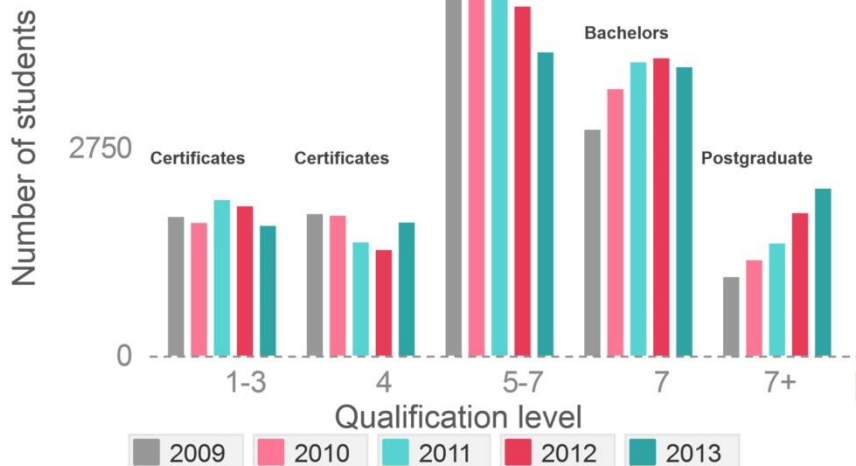 Number of students
Bachelors
2750
Certificates
Certificates
Postgraduate
0
1-3
4
5-7
7
7+
Qualification level
2009
2010
2011
2012
2013